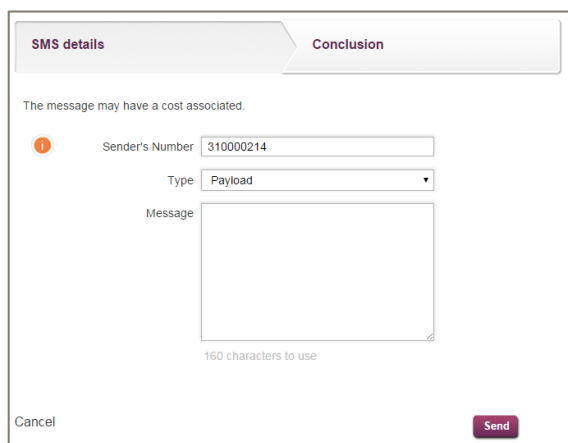 SMS details
Conclusion
The message may have a cost associated.
i
Sender's Number 310000214
Type Payload
Message
160 characters to use
Cancel
Send